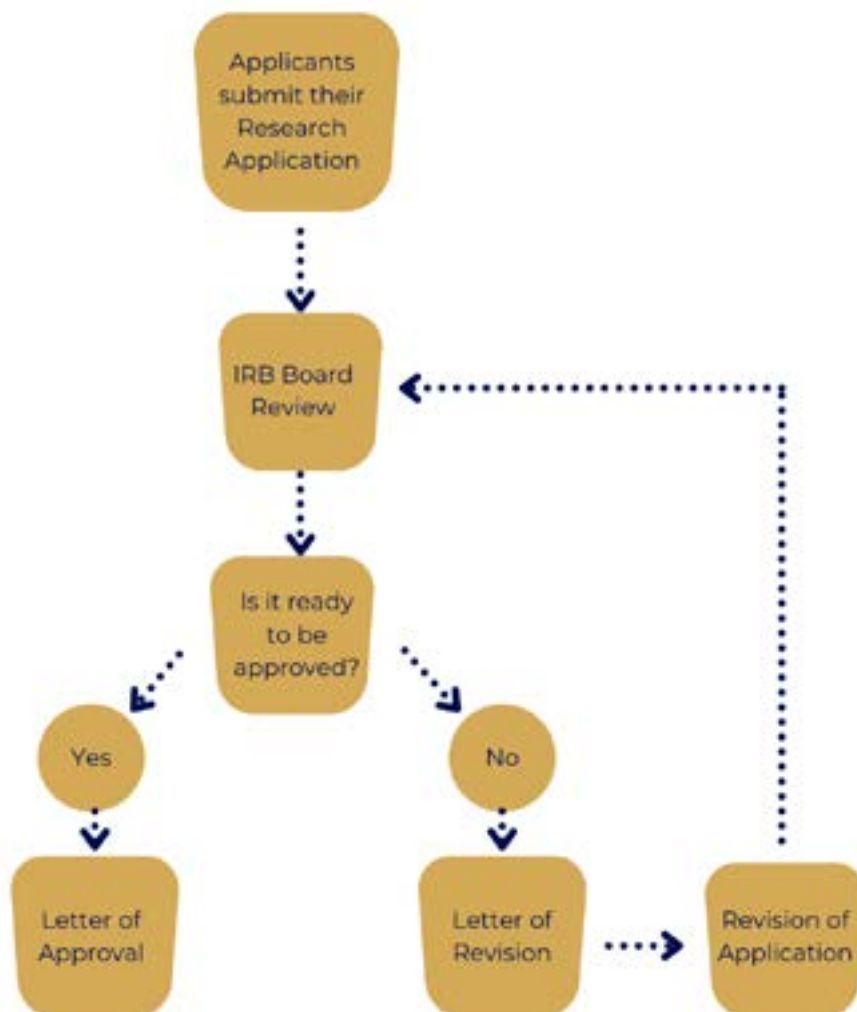 Applicants
submit their
Research
Application
IRB Board
Review
Is it ready
to be
approved?
Yes
No
Letter of
Approval
Letter of
Revision
Revision of
Application